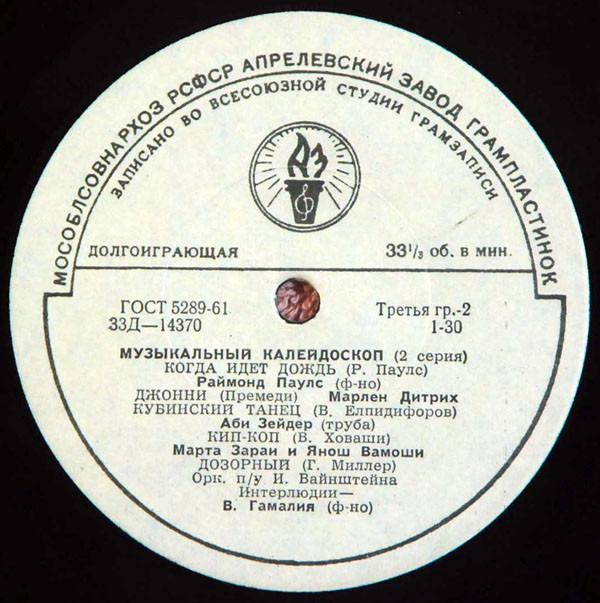 МОСОБЛСОВНАРХОЗ РСФСР АПРЕЛЕВСКИЙ ЗАВОД ГРАМПЛАСТИНОК
ЗАПИСАНО ВО ВСЕСОЮЗНОЙ СТУДИИ ГРАМЗАПИСИ
АЗ
ДОЛГОИГРАЮЩАЯ 33 1/3 об. в мин.
ГОСТ 5289-61 Третья гр.-2
33Д—14370 1-30
МУЗЫКАЛЬНЫЙ КАЛЕЙДОСКОП (2 серия)
КОГДА ИДЕТ ДОЖДЬ (Р. Паулс)
Раймонд Паулс (ф-но)
ДЖОННИ (Премеди) Марлен Дитрих
КУБИНСКИЙ ТАНЕЦ (В. Елпидифоров)
Аби Зейдер (труба)
КИП-КОП (В. Ховаши)
Марта Зараи и Янош Вамоши
ДОЗОРНЫЙ (Г. Миллер)
Орк. п/у И. Вайнштейна
Интерлюдии—
В. Гамалия (ф-но)